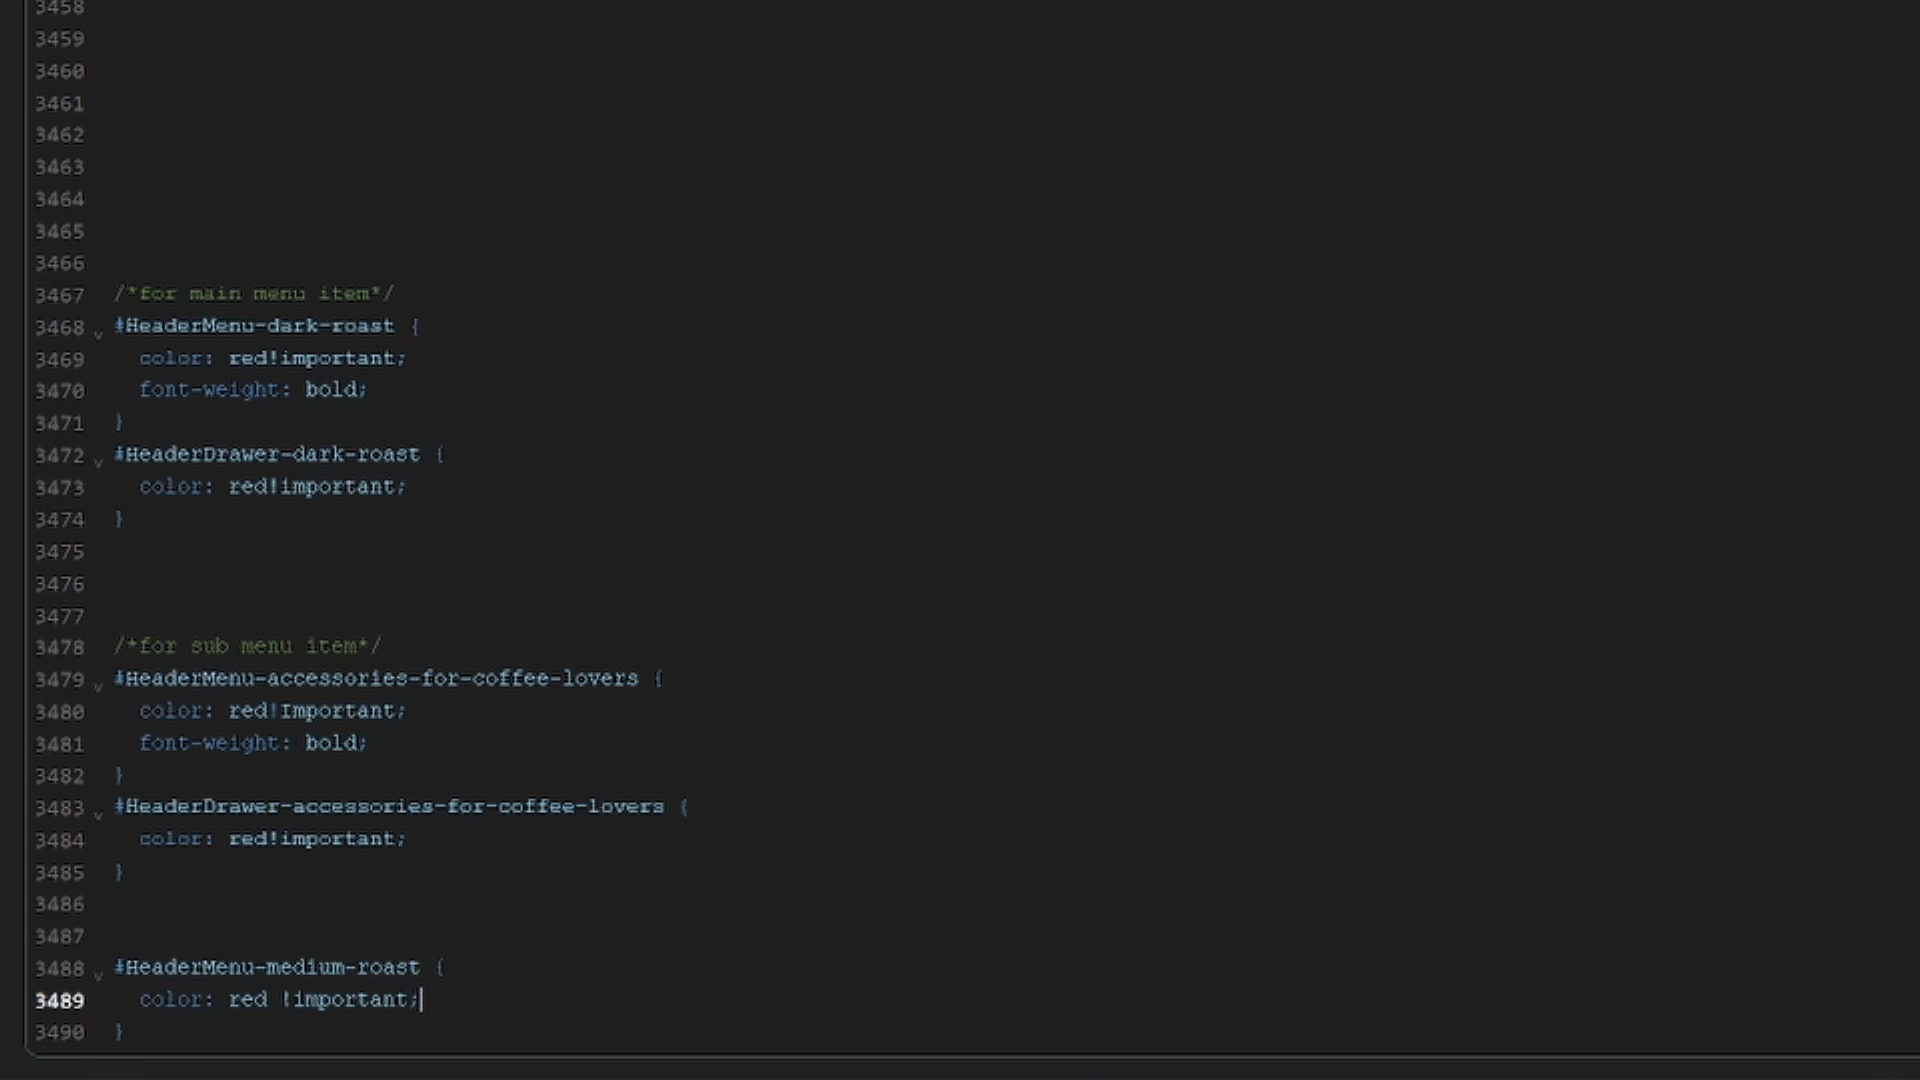 3458
3459
3460
3461
3462
3463
3464
3465
3466
3467 /*for main menu item*/
3468 #HeaderMenu-dark-roast {
3469 color: red!important;
3470 font-weight: bold;
3471 }
3472 #HeaderDrawer-dark-roast {
3473 color: red!important;
3474 }
3475
3476
3477
3478 /*for sub menu item*/
3479 #HeaderMenu-accessories-for-coffee-lovers {
3480 color: red!Important;
3481 font-weight: bold;
3482 }
3483 #HeaderDrawer-accessories-for-coffee-lovers {
3484 color: red!important;
3485 }
3486
3487
3488 #HeaderMenu-medium-roast {
3489 color: red !important;
3490 }